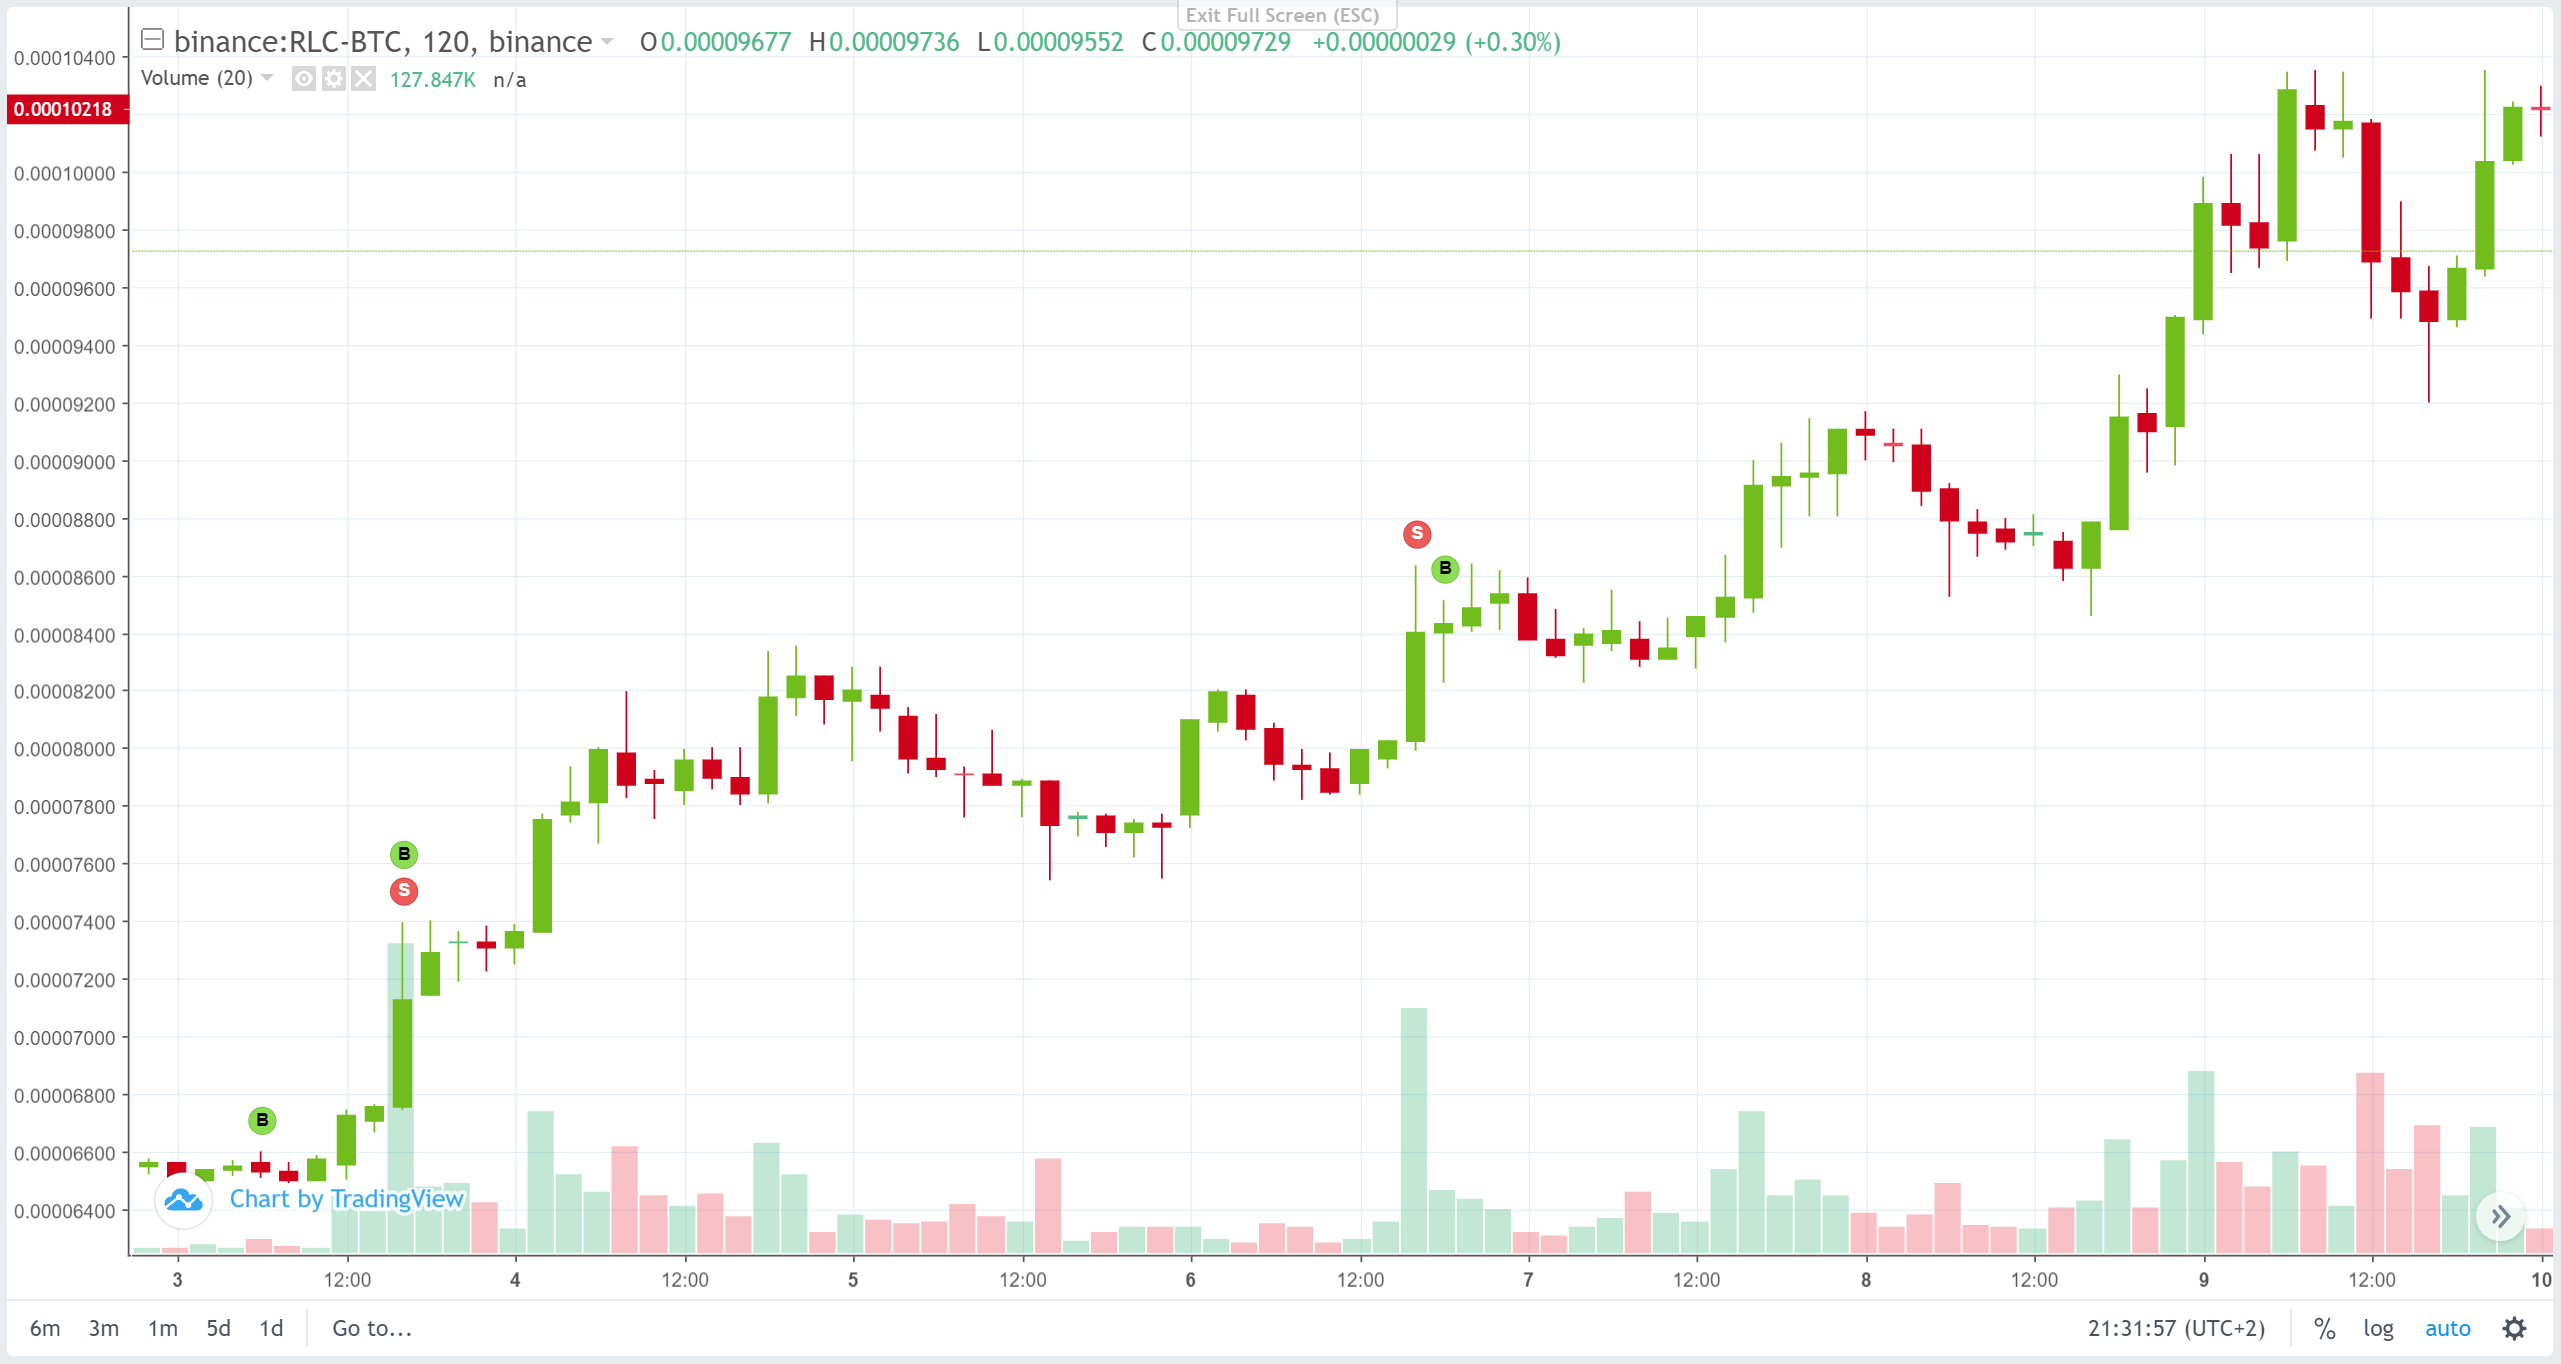 Exit Full Screen (ESC)
binance:RLC-BTC, 120, binance O0.00009677 H0.00009736 L0.00009552 C0.00009729 +0.00000029 (+0.30%)
Volume (20) 127.847K n/a
0.00010400
0.00010218
0.00010000
0.00009800
0.00009600
0.00009400
0.00009200
0.00009000
0.00008800
0.00008600
0.00008400
0.00008200
0.00008000
0.00007800
0.00007600
0.00007400
0.00007200
0.00007000
0.00006800
0.00006600
0.00006400
S
B
B
S
B
Chart by TradingView
3 12:00 4 12:00 5 12:00 6 12:00 7 12:00 8 12:00 9 12:00 10
6m 3m 1m 5d 1d Go to... 21:31:57 (UTC+2) % log auto